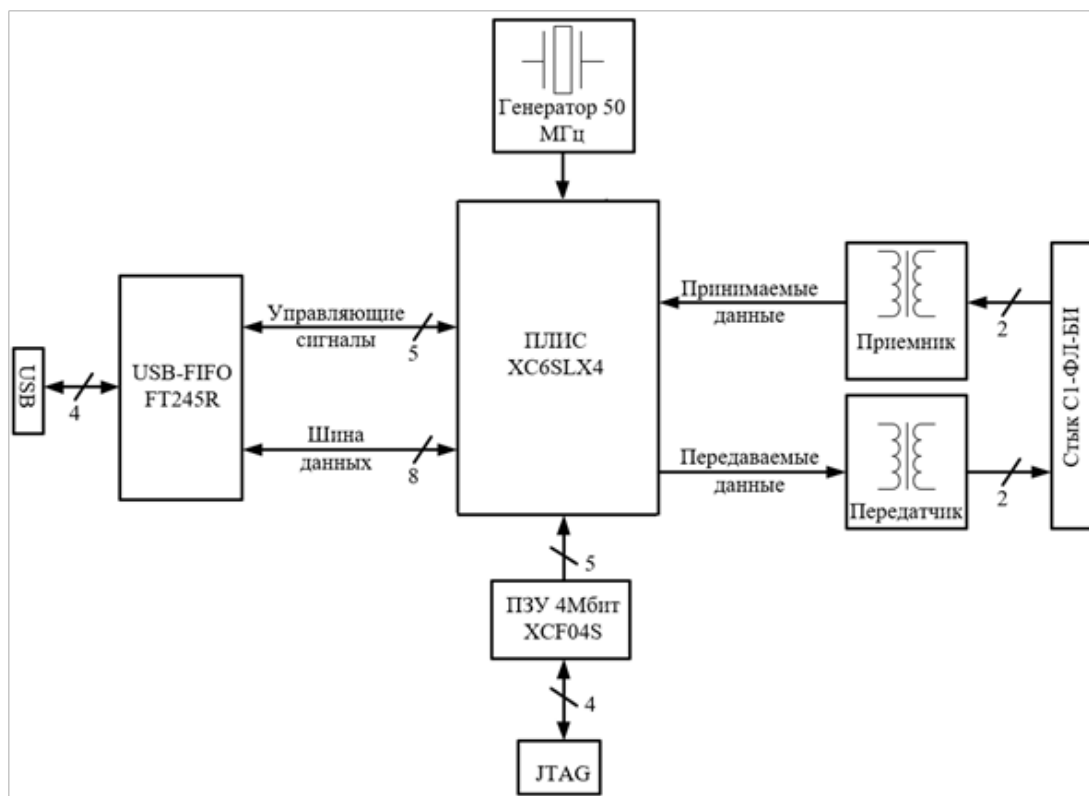 Генератор 50
МГц
Управляющие
сигналы
5
USB
4
USB-FIFO
FT245R
Шина
данных
8
ПЛИС
XC6SLX4
Принимаемые
данные
Приемник
2
Передаваемые
данные
Передатчик
2
Стык С1-ФЛ-БИ
5
ПЗУ 4Мбит
XCF04S
4
JTAG